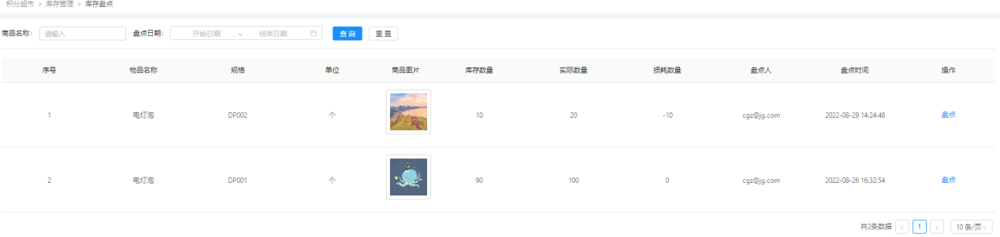 积分超市 > 库存管理 > 库存盘点
商品名称: 请输入 盘点日期: 开始日期 ~ 结束日期 查询 重置
序号 物品名称 规格 单位 商品图片 库存数量 实际数量 损耗数量 盘点人 盘点时间 操作
1 电灯泡 DP002 个 10 20 -10 cgz@jg.com 2022-08-29 14:24:48 盘点
2 电灯泡 DP001 个 90 100 0 cgz@jg.com 2022-08-26 16:32:54 盘点
共2条数据 < 1 > 10 条/页